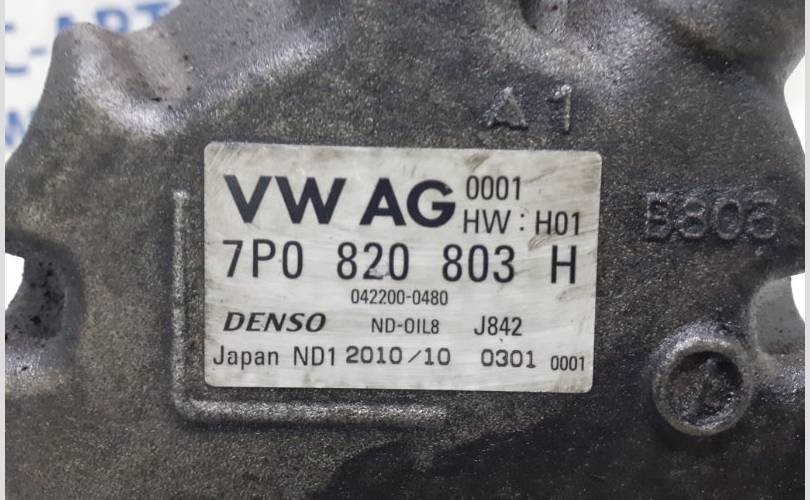 A1
VW AG 0001
HW : H01
B803
7P0 820 803 H
042200-0480
DENSO ND-OIL8 J842
Japan ND1 2010/10 0301 0001